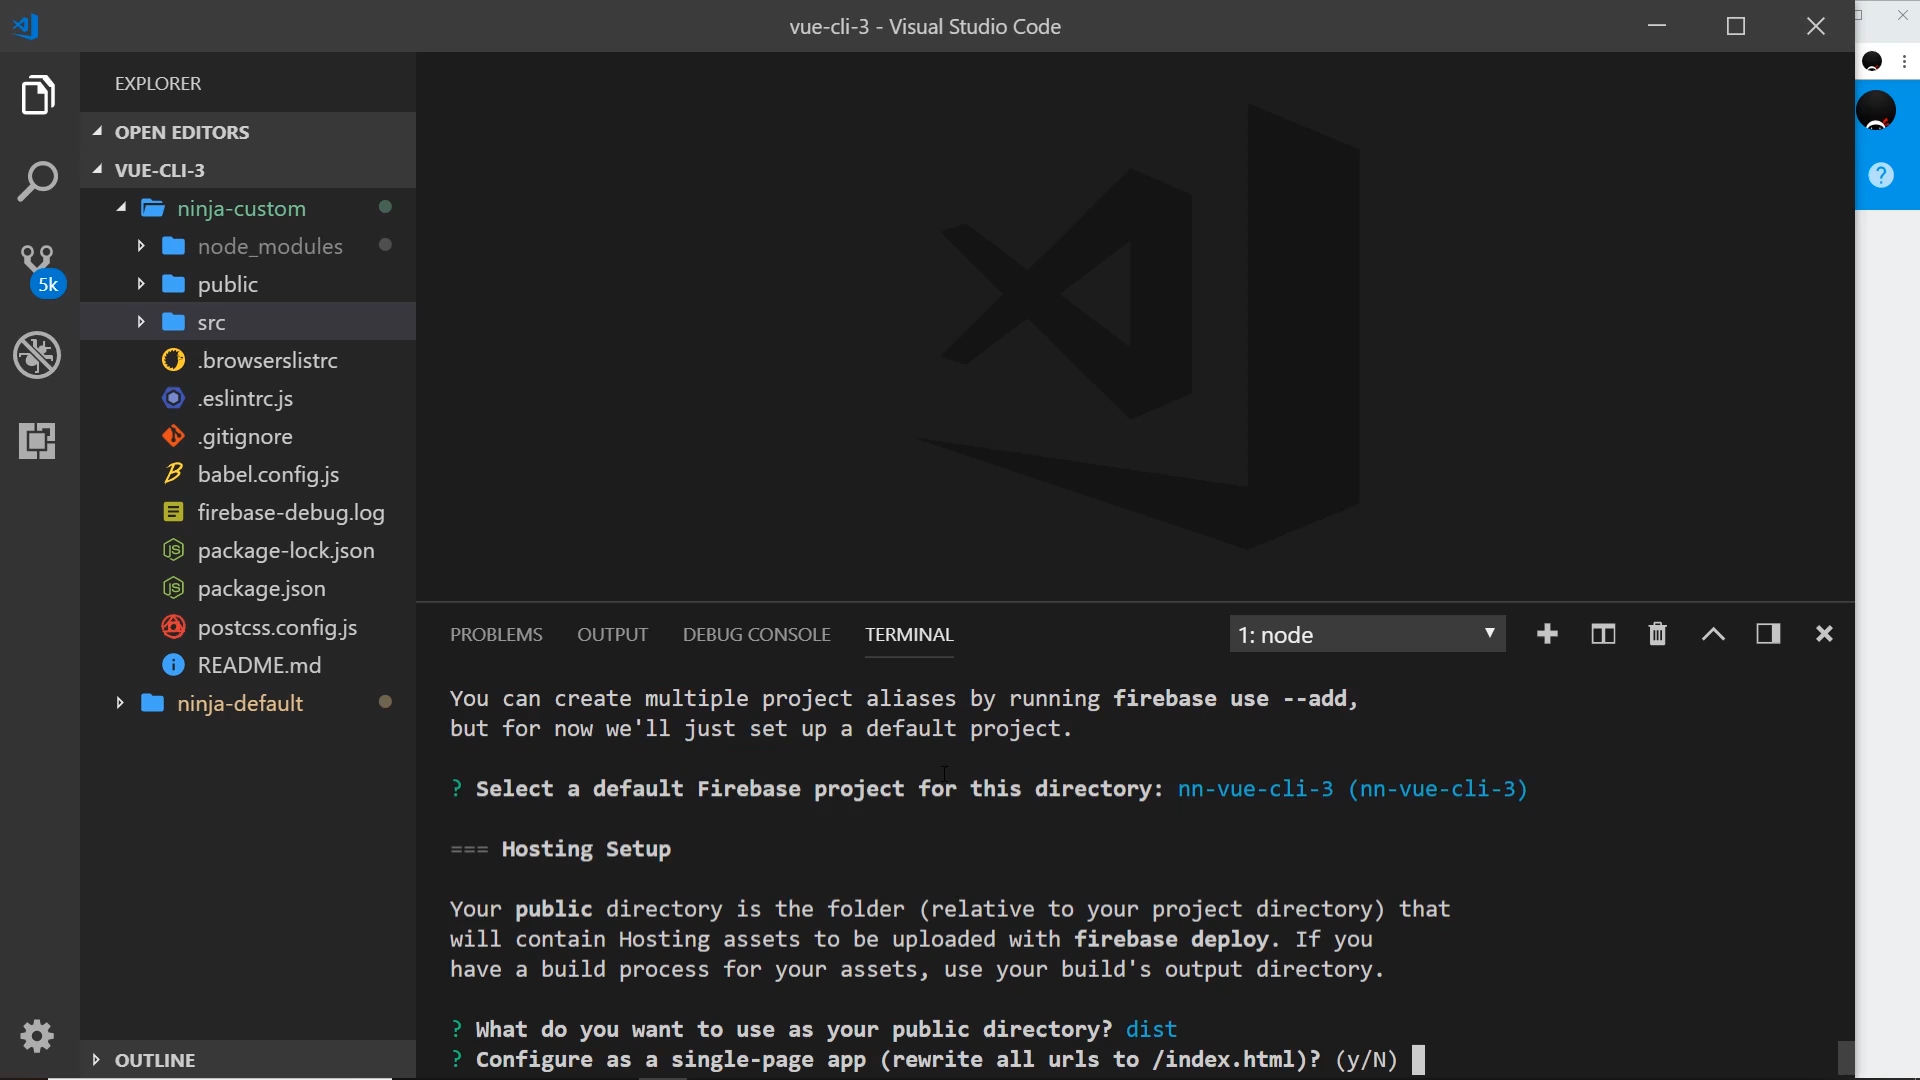 vue-cli-3 - Visual Studio Code
EXPLORER
OPEN EDITORS
VUE-CLI-3
ninja-custom
node_modules
public
src
.browserslistrc
.eslintrc.js
.gitignore
babel.config.js
firebase-debug.log
package-lock.json
package.json
postcss.config.js
README.md
ninja-default
OUTLINE
5k
PROBLEMS OUTPUT DEBUG CONSOLE TERMINAL 1: node
You can create multiple project aliases by running firebase use --add,
but for now we'll just set up a default project.
? Select a default Firebase project for this directory: nn-vue-cli-3 (nn-vue-cli-3)
=== Hosting Setup
Your public directory is the folder (relative to your project directory) that
will contain Hosting assets to be uploaded with firebase deploy. If you
have a build process for your assets, use your build's output directory.
? What do you want to use as your public directory? dist
? Configure as a single-page app (rewrite all urls to /index.html)? (y/N)